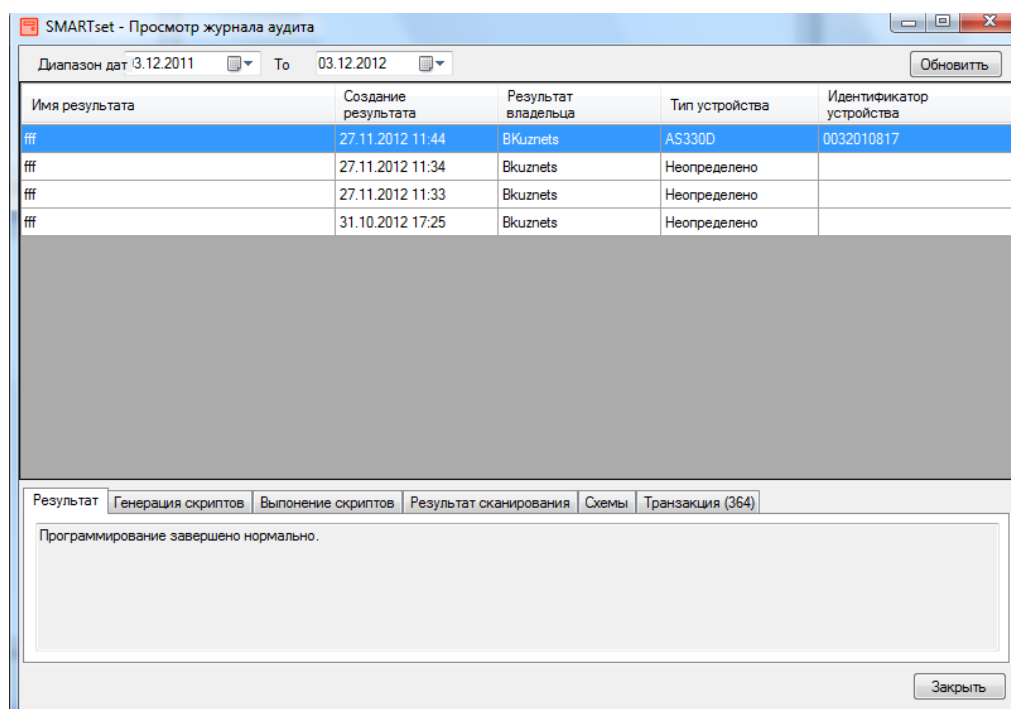 SMARTset - Просмотр журнала аудита
Диапазон дат 3.12.2011 То 03.12.2012 Обновитть
Имя результата Создание результата Результат владельца Тип устройства Идентификатор устройства
fff 27.11.2012 11:44 BKuznets AS330D 0032010817
fff 27.11.2012 11:34 Bkuznets Неопределено
fff 27.11.2012 11:33 Bkuznets Неопределено
fff 31.10.2012 17:25 Bkuznets Неопределено
Результат Генерация скриптов Выпонение скриптов Результат сканирования Схемы Транзакция (364)
Программирование завершено нормально.
Закрыть